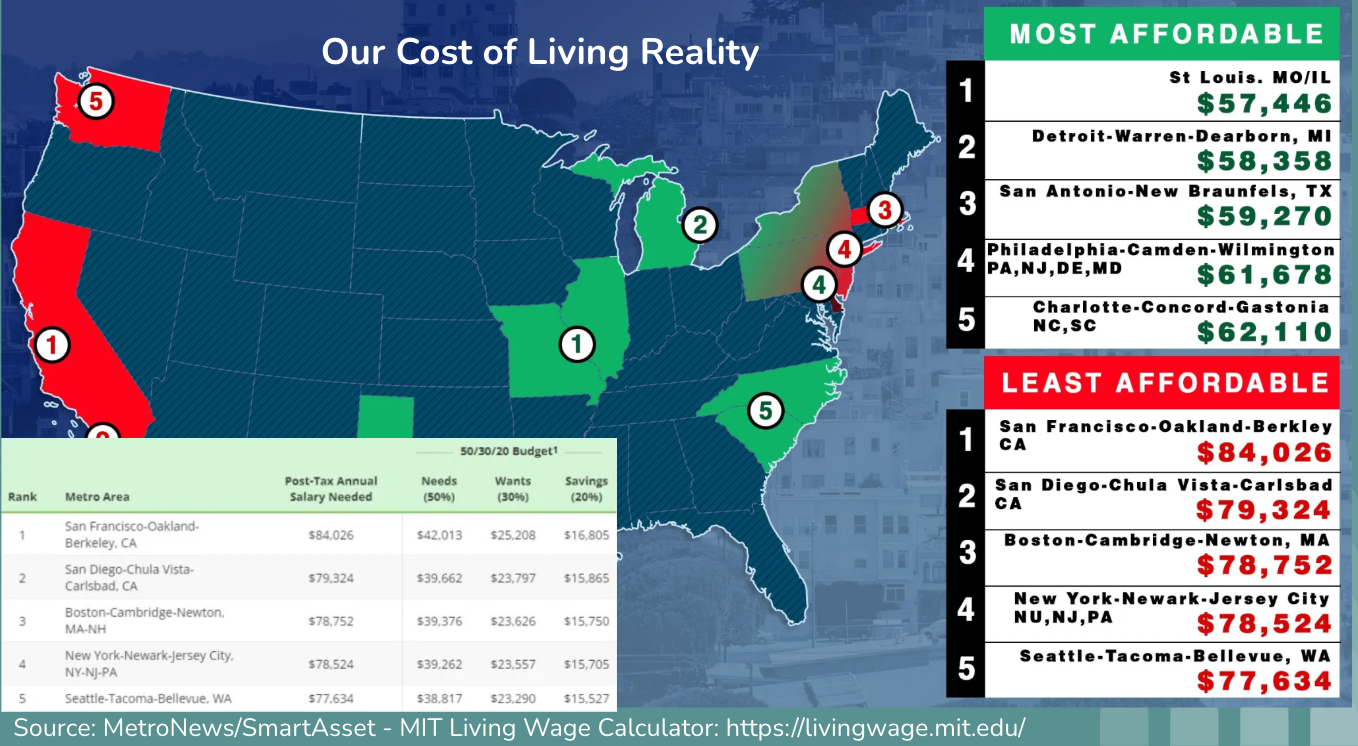 Our Cost of Living Reality
5
1
2
3
4
4
1
5
MOST AFFORDABLE
1
St Louis. MO/IL
$57,446
2
Detroit-Warren-Dearborn, MI
$58,358
3
San Antonio-New Braunfels, TX
$59,270
4
Philadelphia-Camden-Wilmington
PA,NJ,DE,MD
$61,678
5
Charlotte-Concord-Gastonia
NC,SC
$62,110
LEAST AFFORDABLE
1
San Francisco-Oakland-Berkley
CA
$84,026
2
San Diego-Chula Vista-Carlsbad
CA
$79,324
3
Boston-Cambridge-Newton, MA
$78,752
4
New York-Newark-Jersey City
NU,NJ,PA
$78,524
5
Seattle-Tacoma-Bellevue, WA
$77,634
50/30/20 Budget¹
Rank Metro Area Post-Tax Annual Salary Needed Needs (50%) Wants (30%) Savings (20%)
1 San Francisco-Oakland-Berkeley, CA $84,026 $42,013 $25,208 $16,805
2 San Diego-Chula Vista-Carlsbad, CA $79,324 $39,662 $23,797 $15,865
3 Boston-Cambridge-Newton, MA-NH $78,752 $39,376 $23,626 $15,750
4 New York-Newark-Jersey City, NY-NJ-PA $78,524 $39,262 $23,557 $15,705
5 Seattle-Tacoma-Bellevue, WA $77,634 $38,817 $23,290 $15,527
Source: MetroNews/SmartAsset - MIT Living Wage Calculator: https://livingwage.mit.edu/